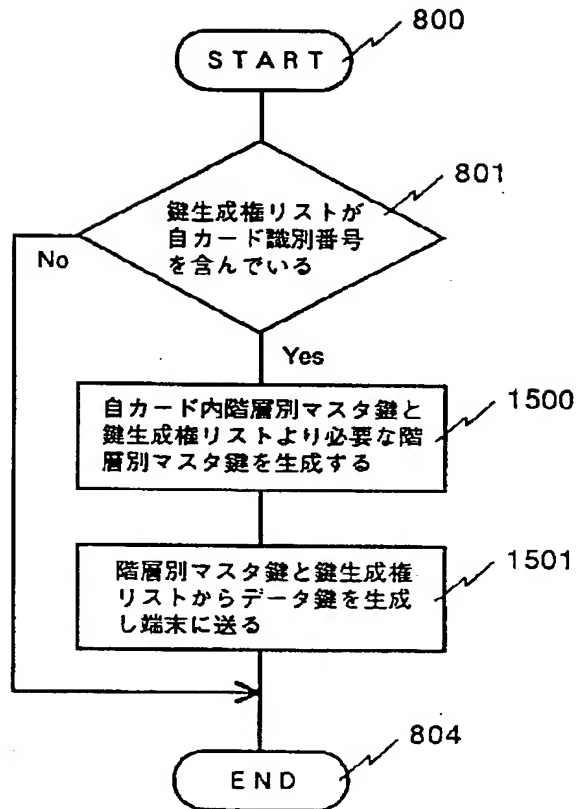 800
START
801
鍵生成権リストが
自カード識別番号
を含んでいる
No
Yes
1500
自カード内階層別マスタ鍵と
鍵生成権リストより必要な階
層別マスタ鍵を生成する
1501
階層別マスタ鍵と鍵生成権
リストからデータ鍵を生成
し端末に送る
804
END